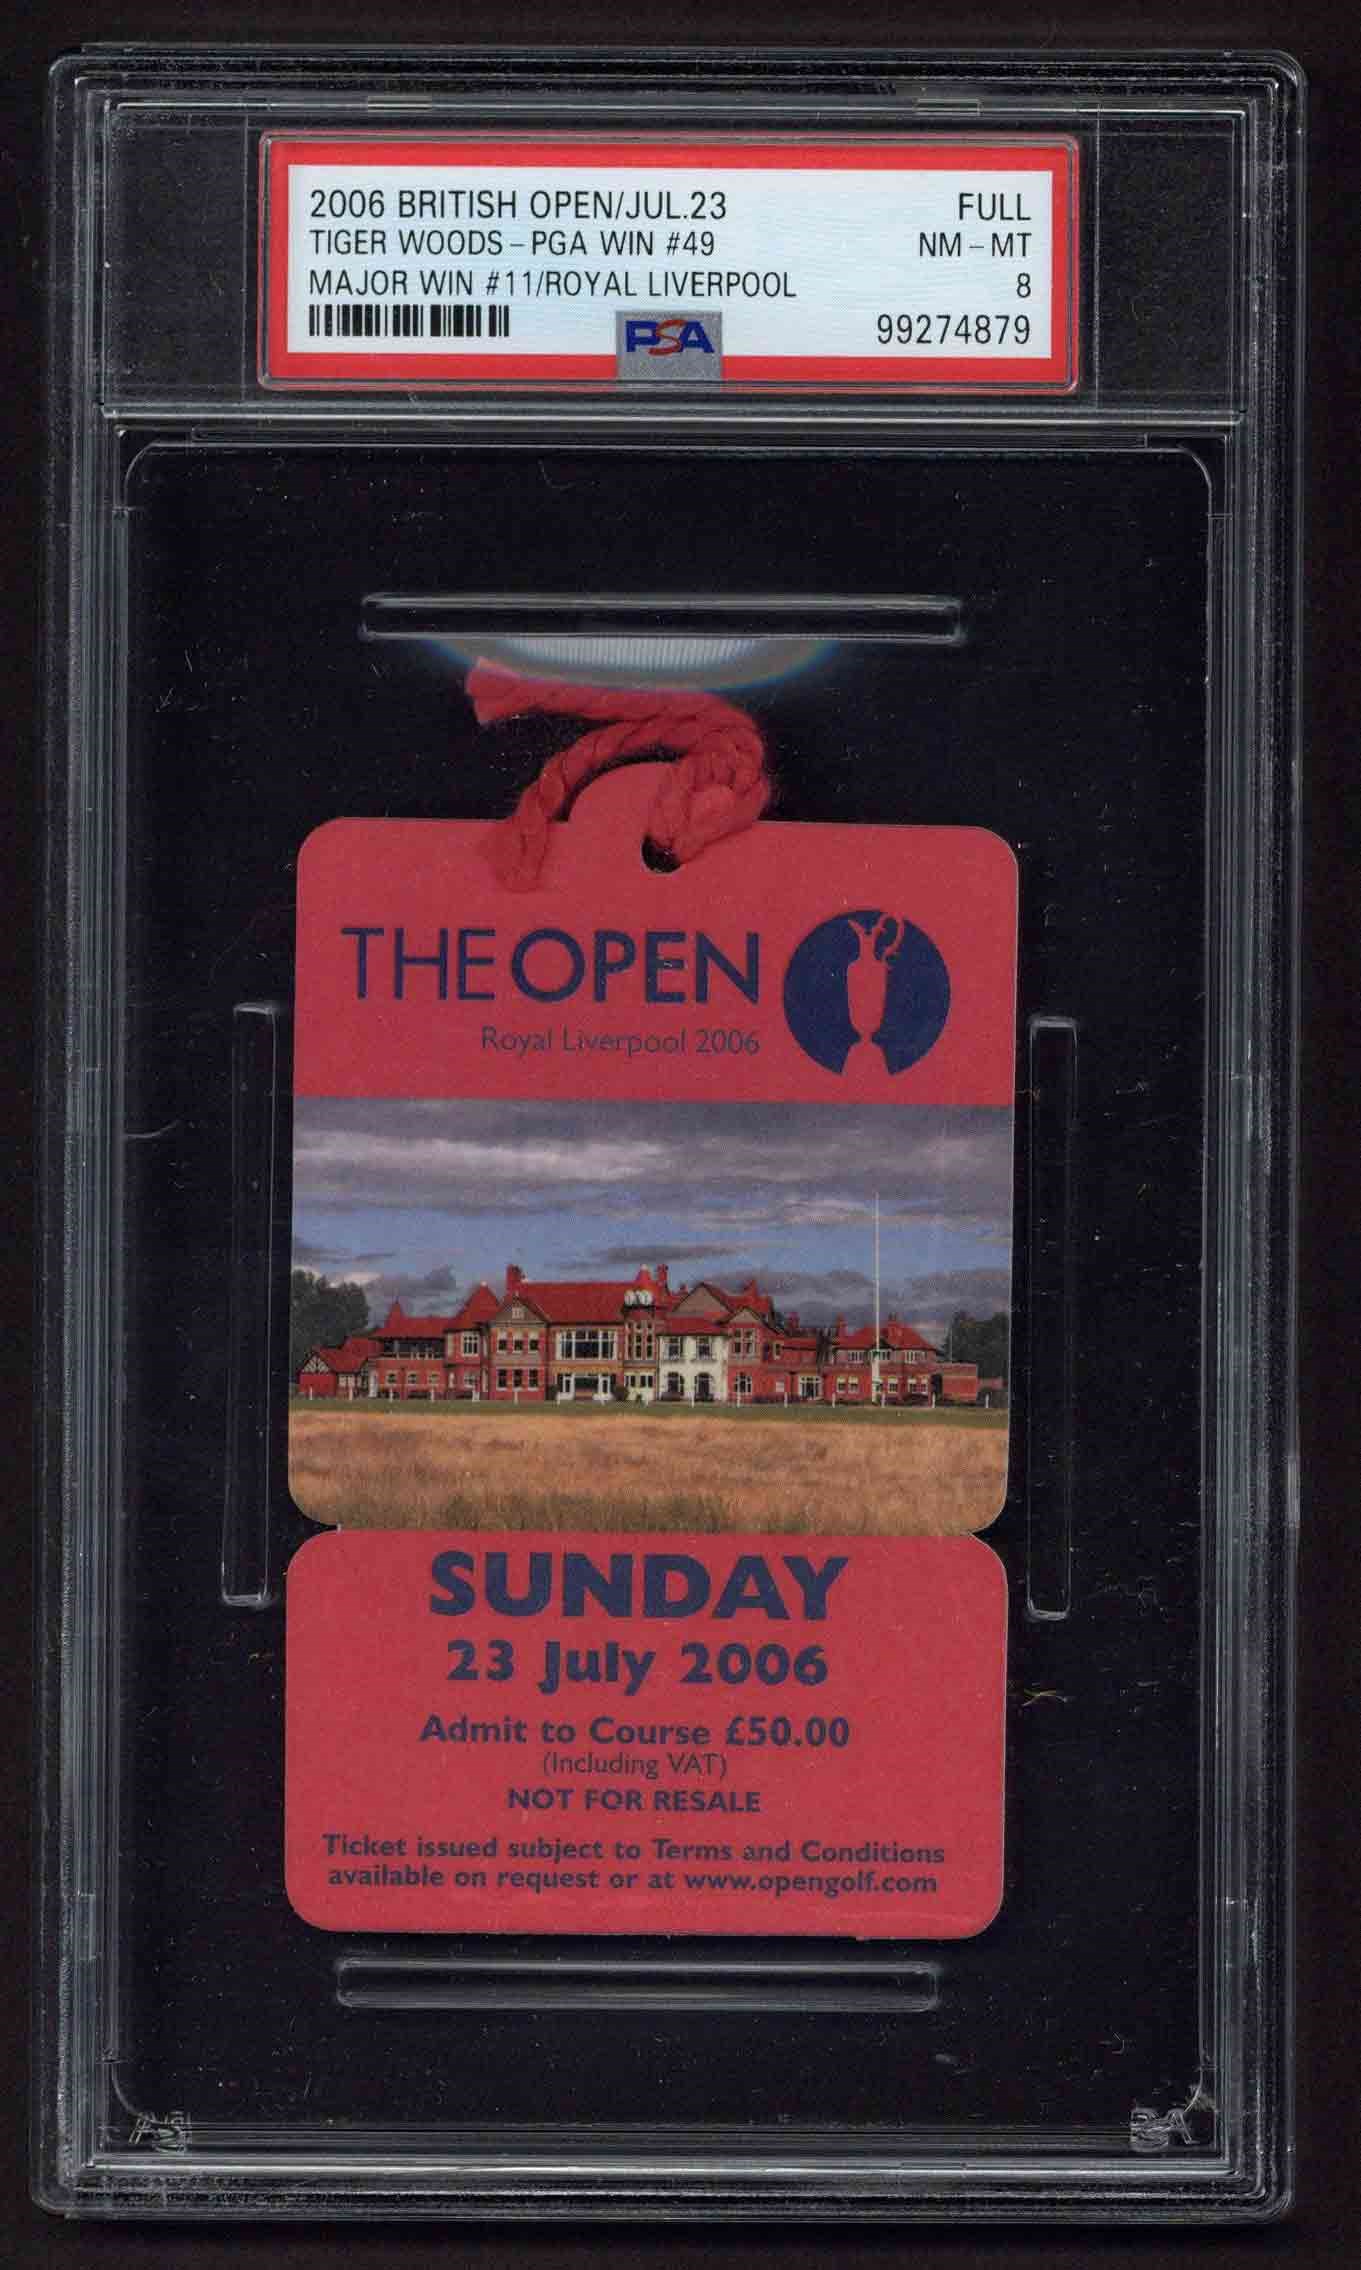 2006 BRITISH OPEN/JUL.23 FULL
TIGER WOODS-PGA WIN #49 NM-MT
MAJOR WIN #11/ROYAL LIVERPOOL 8
PSA 99274879
THE OPEN
Royal Liverpool 2006
SUNDAY
23 July 2006
Admit to Course £50.00
(Including VAT)
NOT FOR RESALE
Ticket issued subject to Terms and Conditions
available on request or at www.opengolf.com